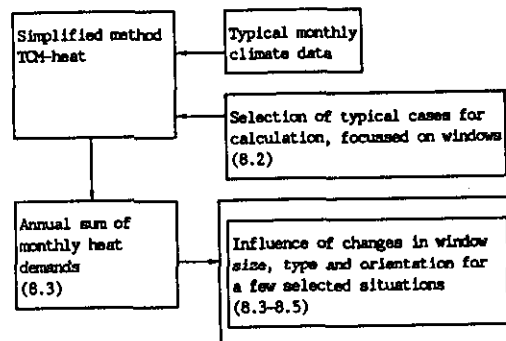 Simplified method
TCM-heat
Typical monthly
climate data
Selection of typical cases for
calculation, focussed on windows
(8.2)
Annual sum of
monthly heat
demands
(8.3)
Influence of changes in window
size, type and orientation for
a few selected situations
(8.3-8.5)